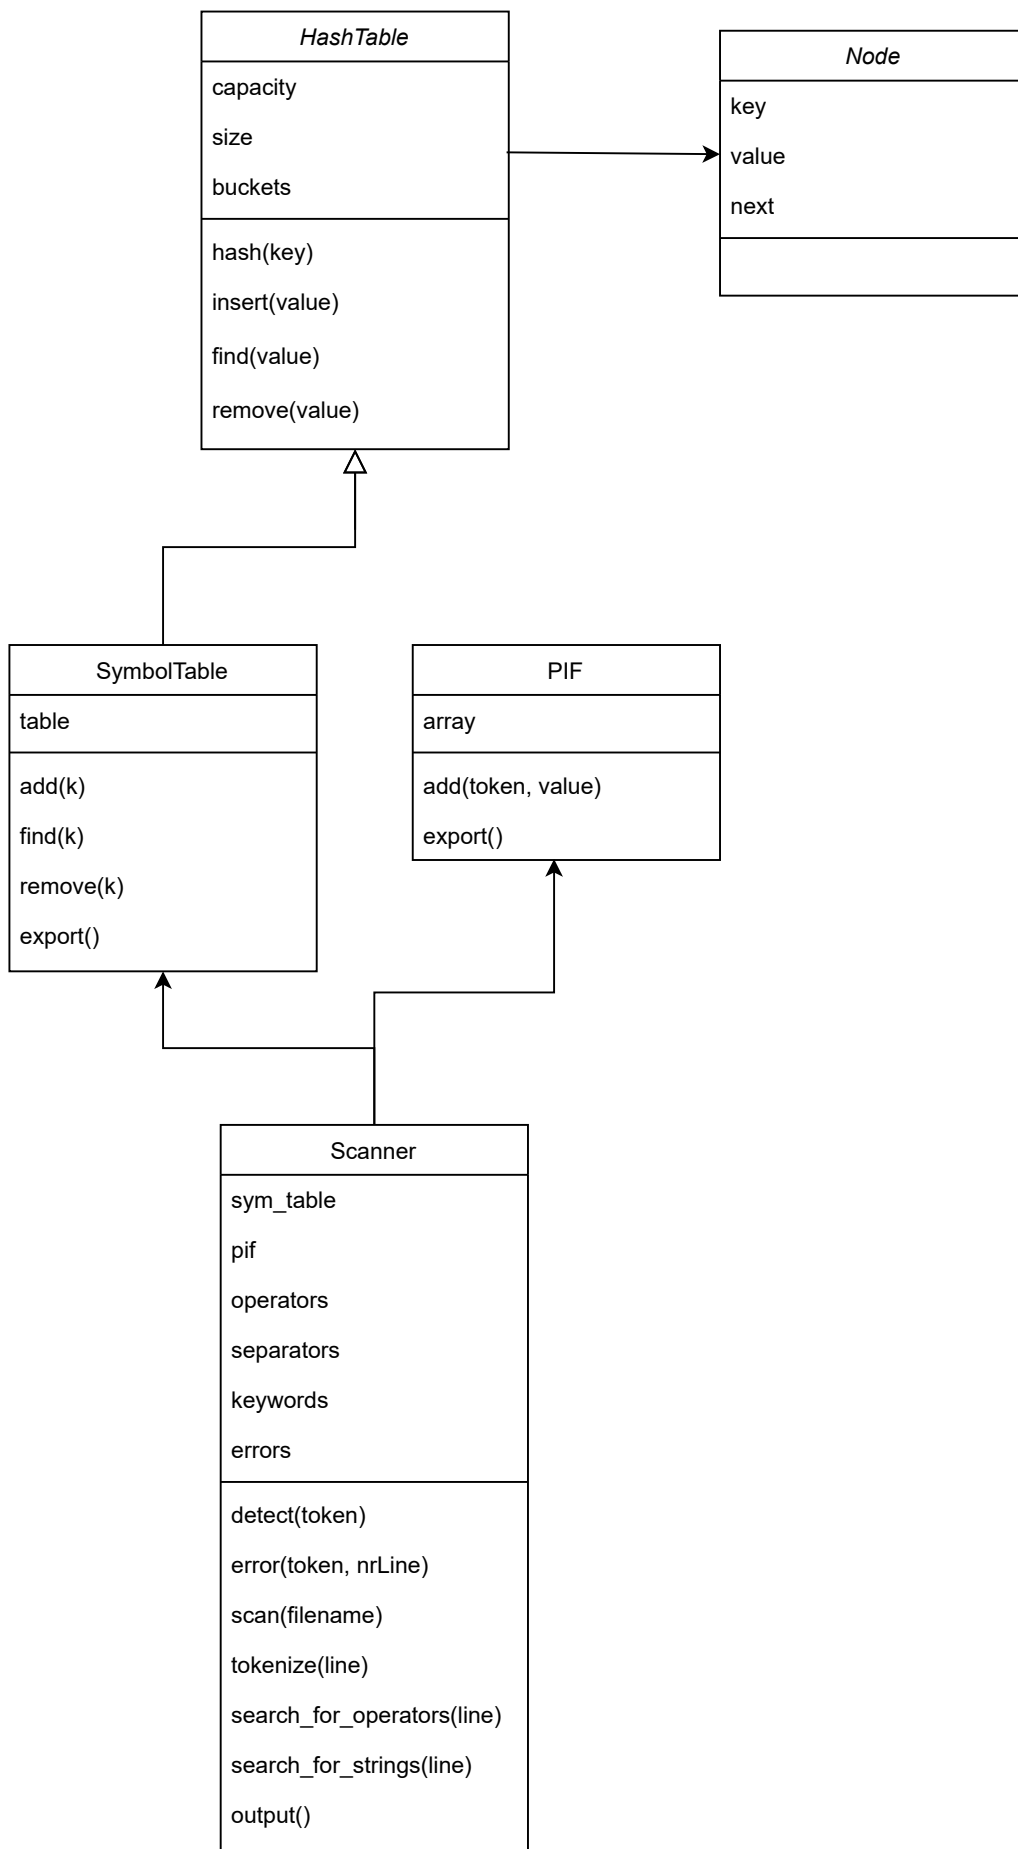 HashTable
capacity
size
buckets
hash(key)
insert(value)
find(value)
remove(value)
Node
key
value
next
SymbolTable
table
add(k)
find(k)
remove(k)
export()
PIF
array
add(token, value)
export()
Scanner
sym_table
pif
operators
separators
keywords
errors
detect(token)
error(token, nrLine)
scan(filename)
tokenize(line)
search_for_operators(line)
search_for_strings(line)
output()